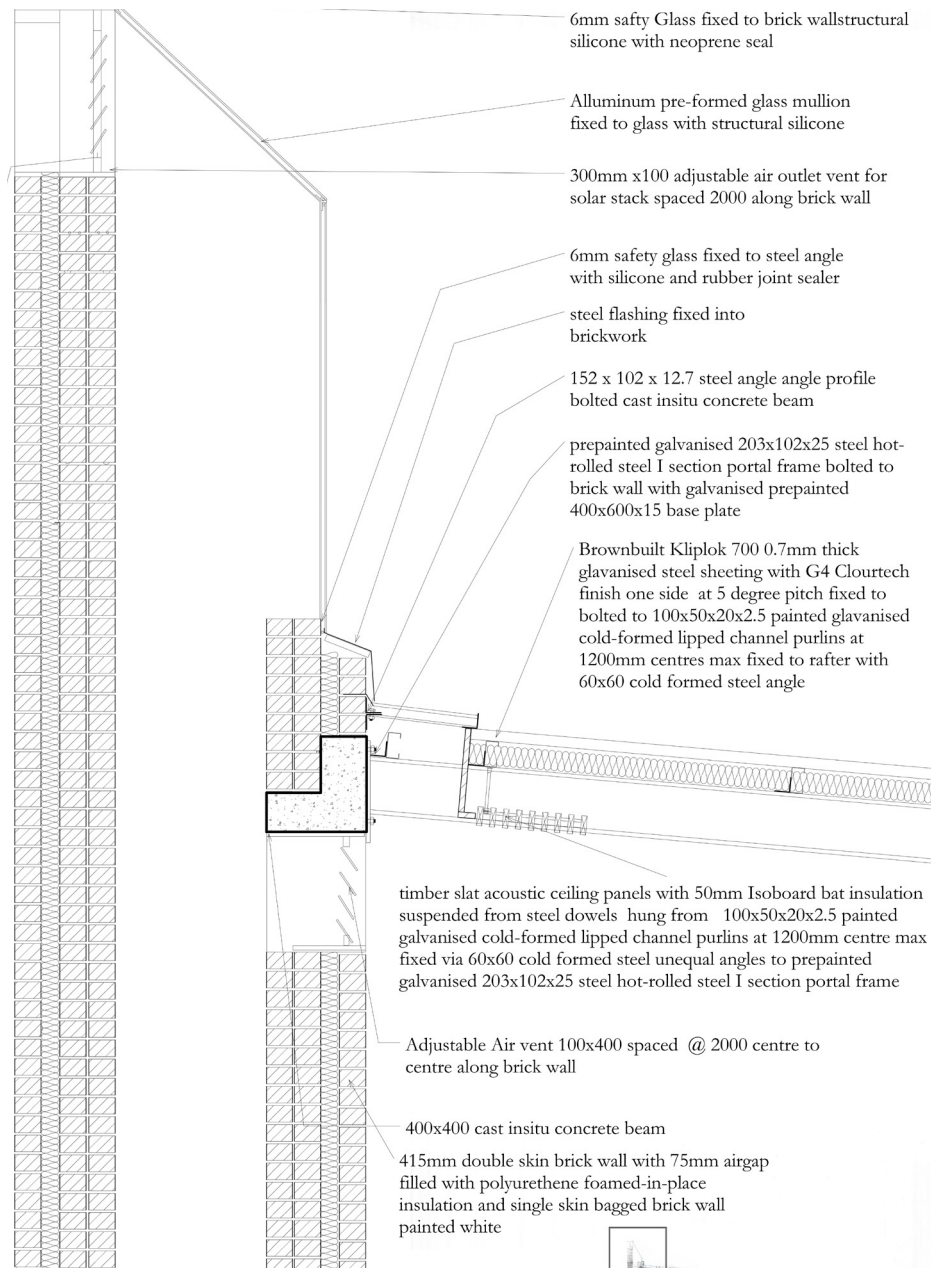 6mm safty Glass fixed to brick wallstructural
silicone with neoprene seal
Alluminum pre-formed glass mullion
fixed to glass with structural silicone
300mm x100 adjustable air outlet vent for
solar stack spaced 2000 along brick wall
6mm safety glass fixed to steel angle
with silicone and rubber joint sealer
steel flashing fixed into
brickwork
152 x 102 x 12.7 steel angle angle profile
bolted cast insitu concrete beam
prepainted galvanised 203x102x25 steel hot-
rolled steel I section portal frame bolted to
brick wall with galvanised prepainted
400x600x15 base plate
Brownbuilt Kliplok 700 0.7mm thick
glavanised steel sheeting with G4 Clourtech
finish one side at 5 degree pitch fixed to
bolted to 100x50x20x2.5 painted glavanised
cold-formed lipped channel purlins at
1200mm centres max fixed to rafter with
60x60 cold formed steel angle
timber slat acoustic ceiling panels with 50mm Isoboard bat insulation
suspended from steel dowels hung from 100x50x20x2.5 painted
galvanised cold-formed lipped channel purlins at 1200mm centre max
fixed via 60x60 cold formed steel unequal angles to prepainted
galvanised 203x102x25 steel hot-rolled steel I section portal frame
Adjustable Air vent 100x400 spaced @ 2000 centre to
centre along brick wall
400x400 cast insitu concrete beam
415mm double skin brick wall with 75mm airgap
filled with polyurethene foamed-in-place
insulation and single skin bagged brick wall
painted white